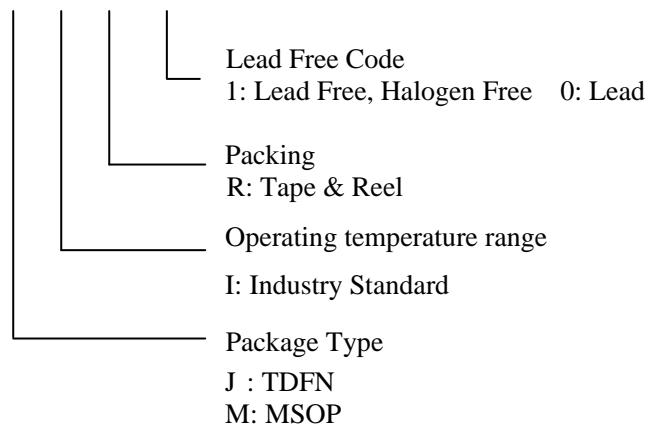 Lead Free Code
1: Lead Free, Halogen Free 0: Lead
Packing
R: Tape & Reel
Operating temperature range
I: Industry Standard
Package Type
J : TDFN
M: MSOP